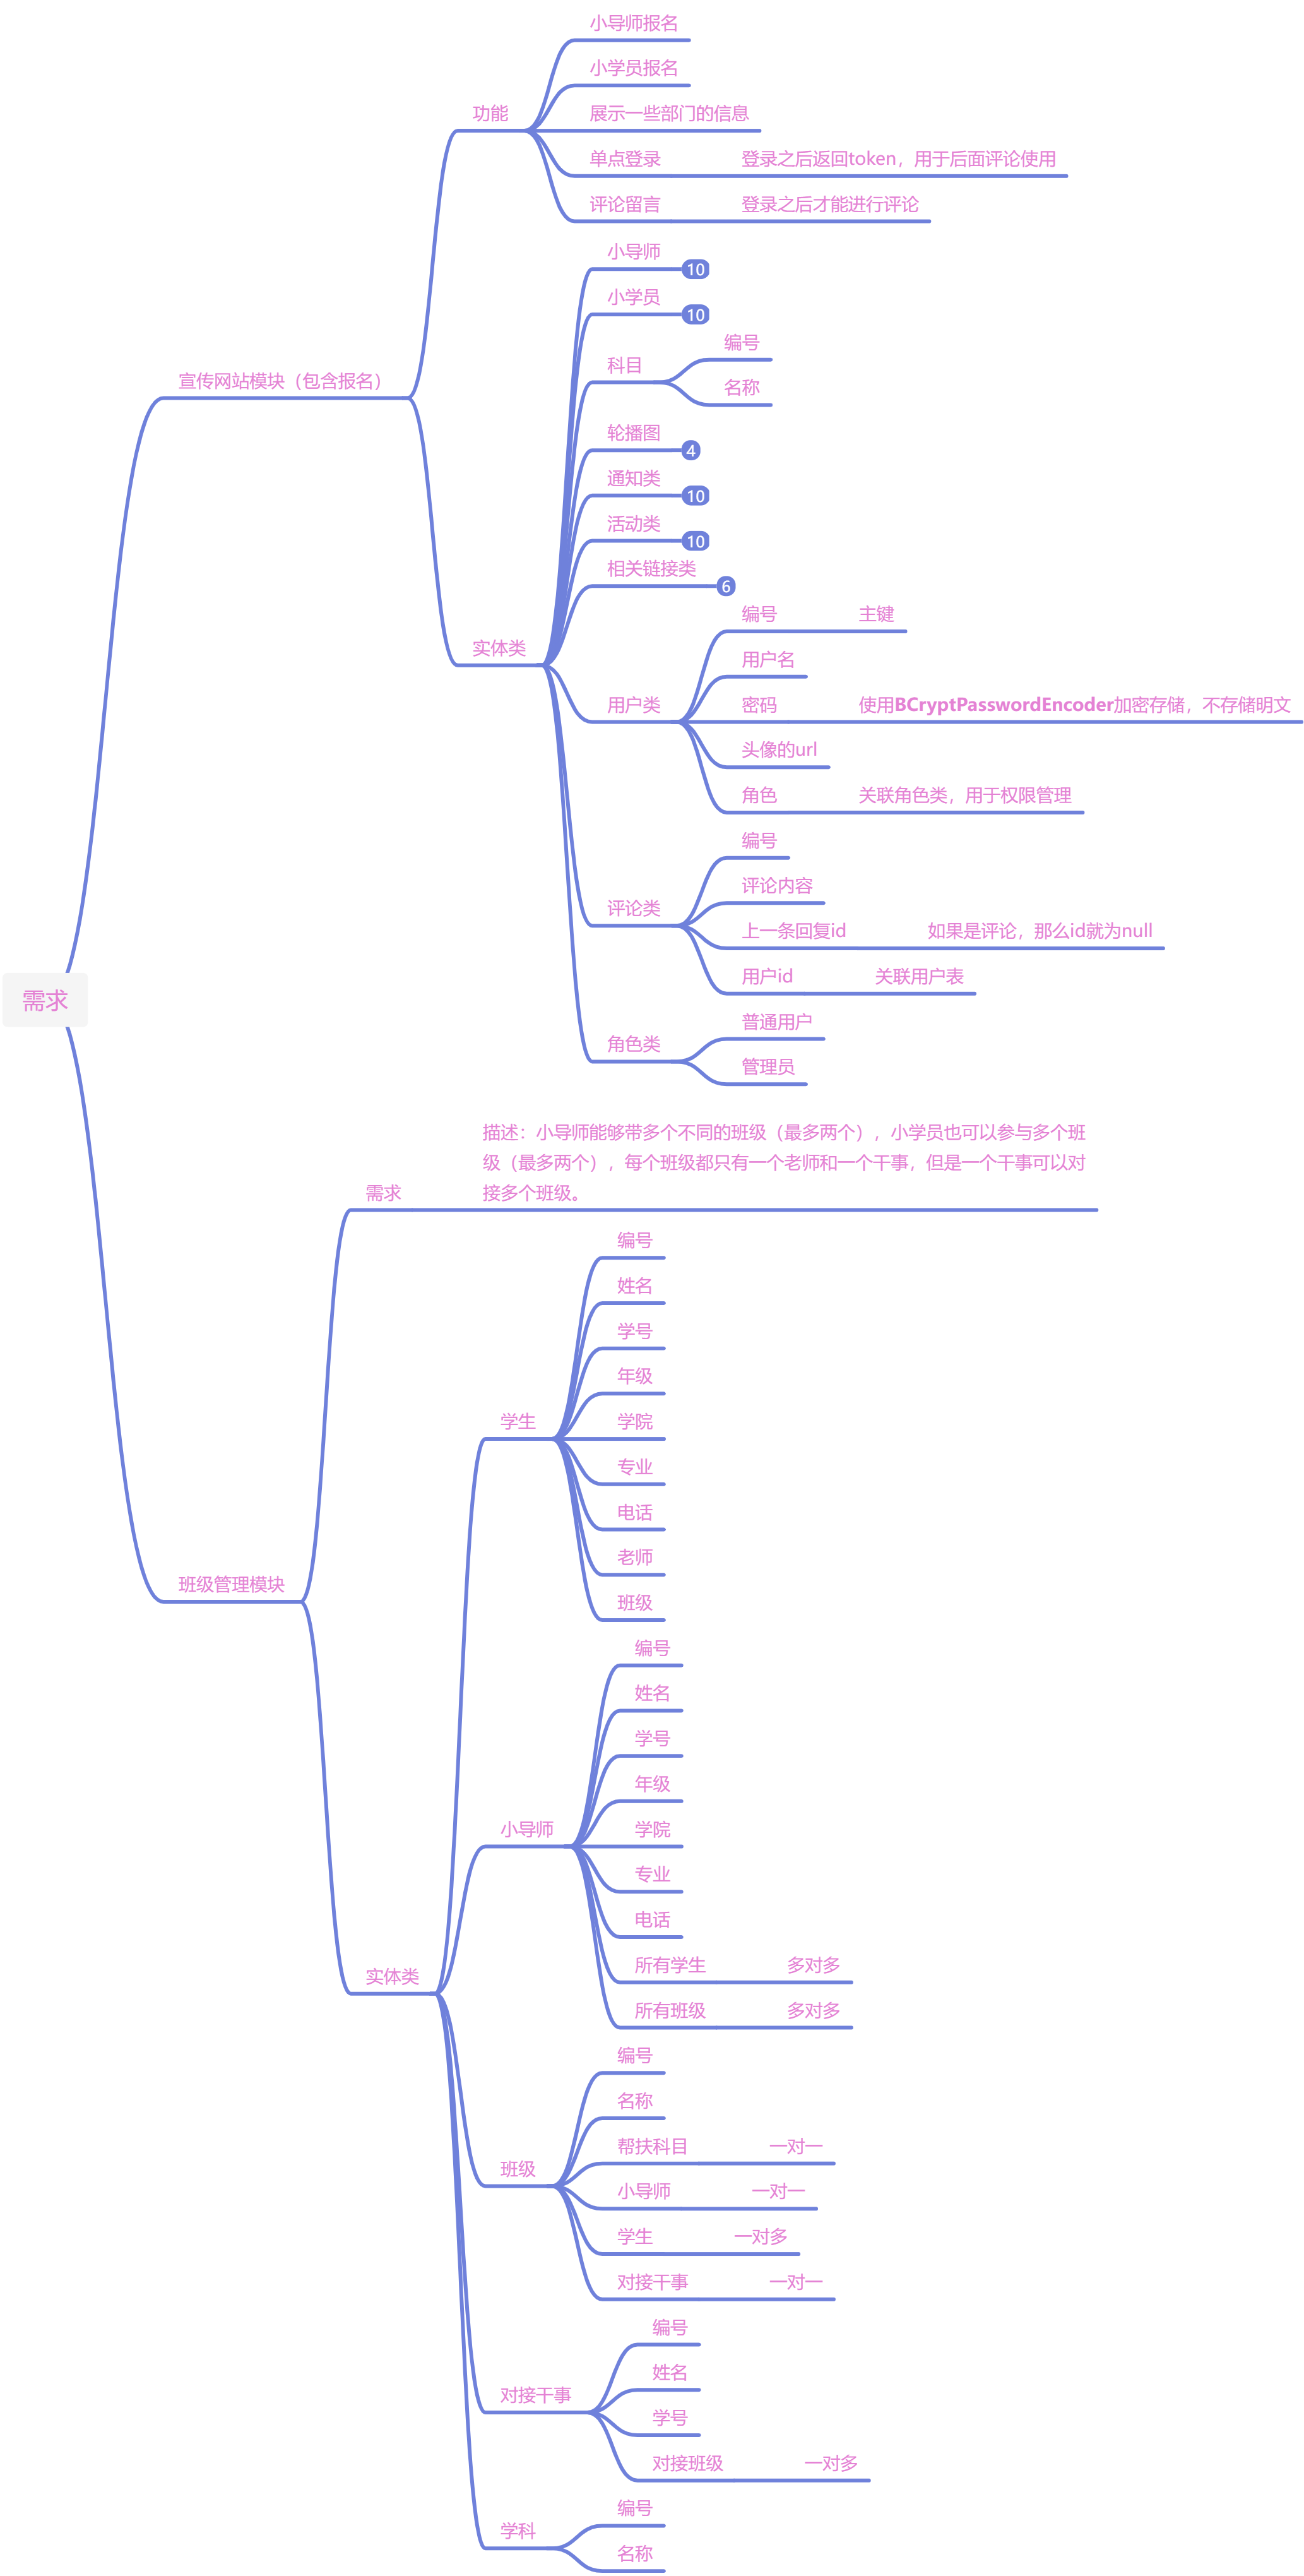 小导师报名
小学员报名
功能
展示一些部门的信息
单点登录
登录之后返回token，用于后面评论使用
评论留言
登录之后才能进行评论
小导师
10
小学员
10
编号
科目
名称
宣传网站模块（包含报名）
轮播图
4
通知类
10
活动类
10
相关链接类
6
实体类
编号
主键
用户名
用户类
密码
使用BCryptPasswordEncoder加密存储，不存储明文
头像的url
角色
关联角色类，用于权限管理
编号
评论内容
评论类
上一条回复id
如果是评论，那么id就为null
用户id
关联用户表
普通用户
角色类
管理员
需求
描述：小导师能够带多个不同的班级（最多两个），小学员也可以参与多个班
级（最多两个），每个班级都只有一个老师和一个干事，但是一个干事可以对
接多个班级。
需求
编号
姓名
学号
年级
学生
学院
专业
电话
老师
班级
班级管理模块
编号
姓名
学号
年级
小导师
学院
专业
电话
所有学生
多对多
实体类
所有班级
多对多
编号
名称
帮扶科目
一对一
班级
小导师
一对一
学生
一对多
对接干事
一对一
编号
姓名
对接干事
学号
对接班级
一对多
编号
学科
名称